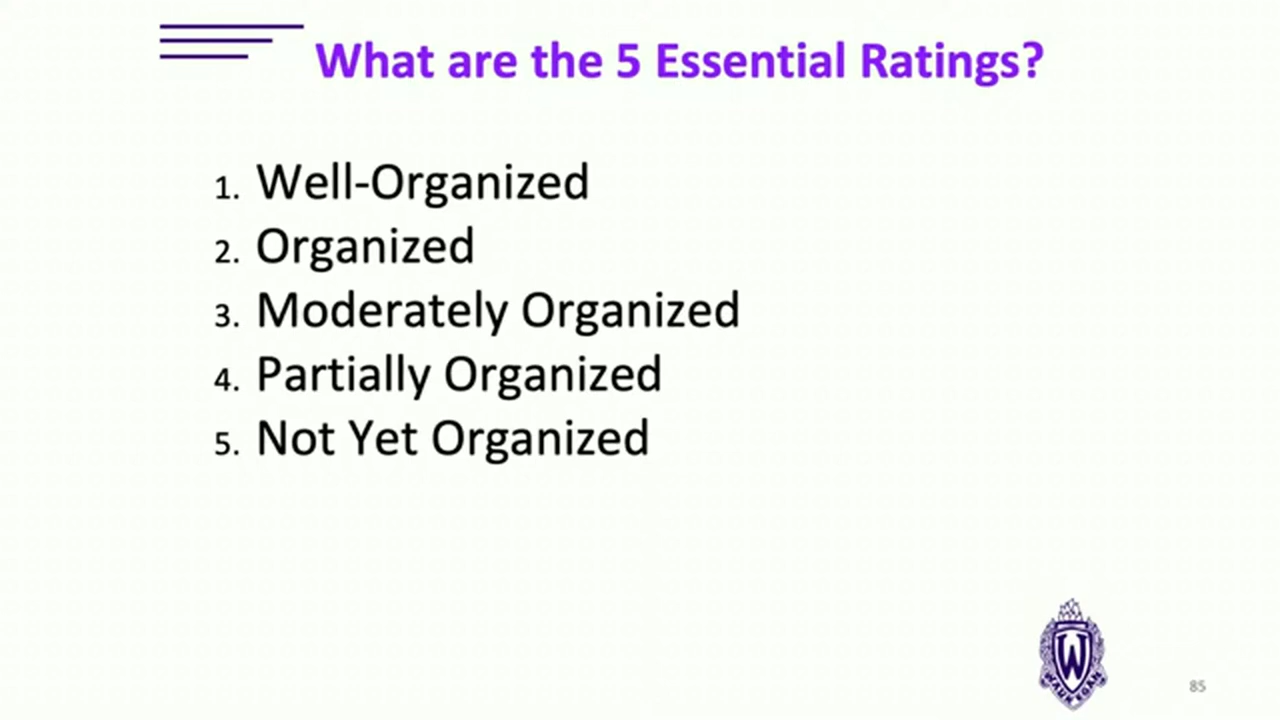 What are the 5 Essential Ratings?
1. Well-Organized
2. Organized
3. Moderately Organized
4. Partially Organized
5. Not Yet Organized
W
WAUKEGAN
85